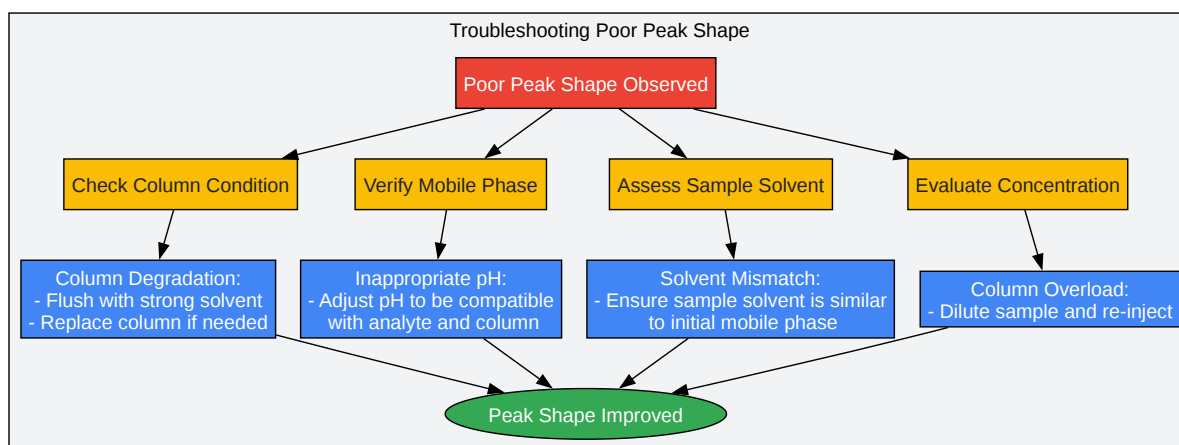 Troubleshooting Poor Peak Shape
Poor Peak Shape Observed
Check Column Condition
Verify Mobile Phase
Assess Sample Solvent
Evaluate Concentration
Column Degradation:
- Flush with strong solvent
- Replace column if needed
Inappropriate pH:
- Adjust pH to be compatible
with analyte and column
Solvent Mismatch:
- Ensure sample solvent is similar
to initial mobile phase
Column Overload:
- Dilute sample and re-inject
Peak Shape Improved